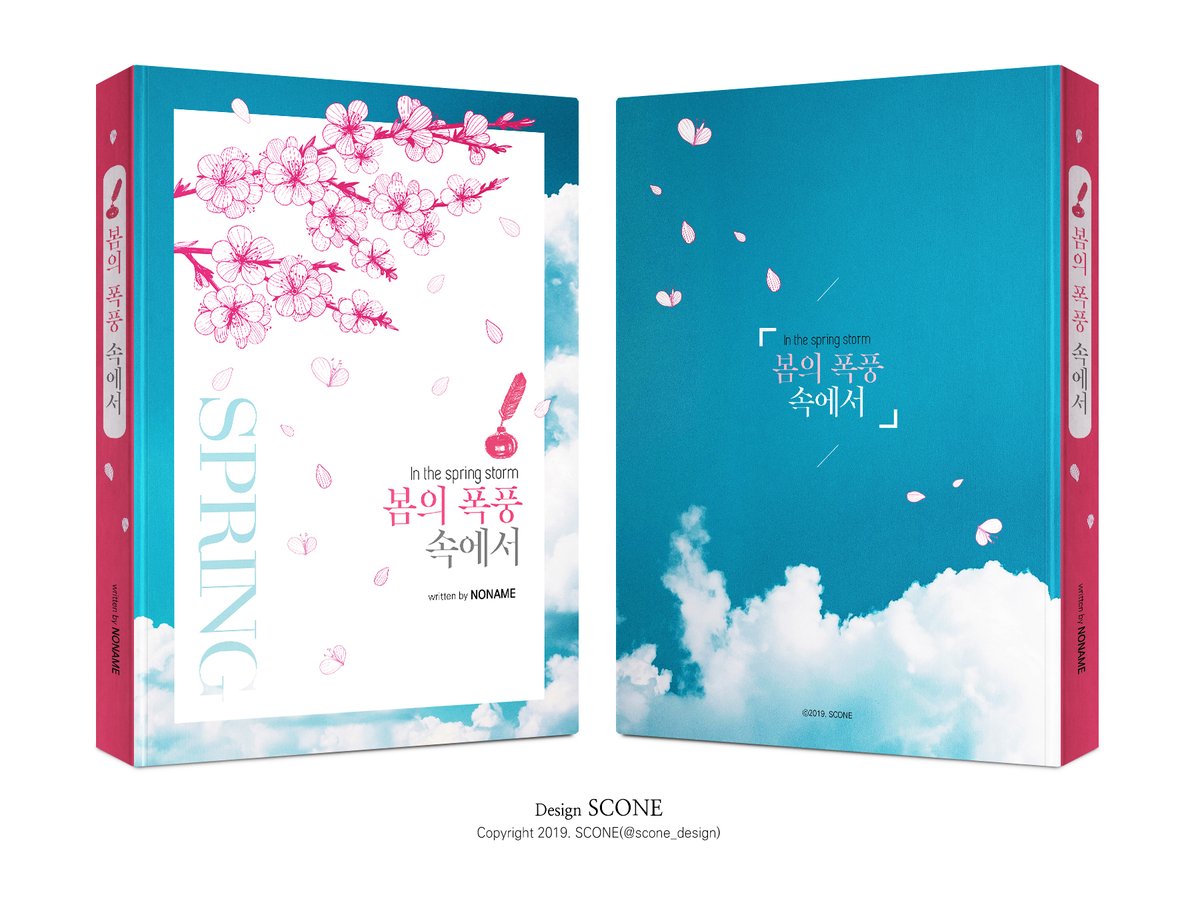 봄의 폭풍 속에서
written by NONAME
SPRING
In the spring storm
봄의 폭풍
속에서
written by NONAME
In the spring storm
봄의 폭풍
속에서
©2019. SCONE
봄의 폭풍 속에서
written by NONAME
Design SCONE
Copyright 2019. SCONE(@scone_design)